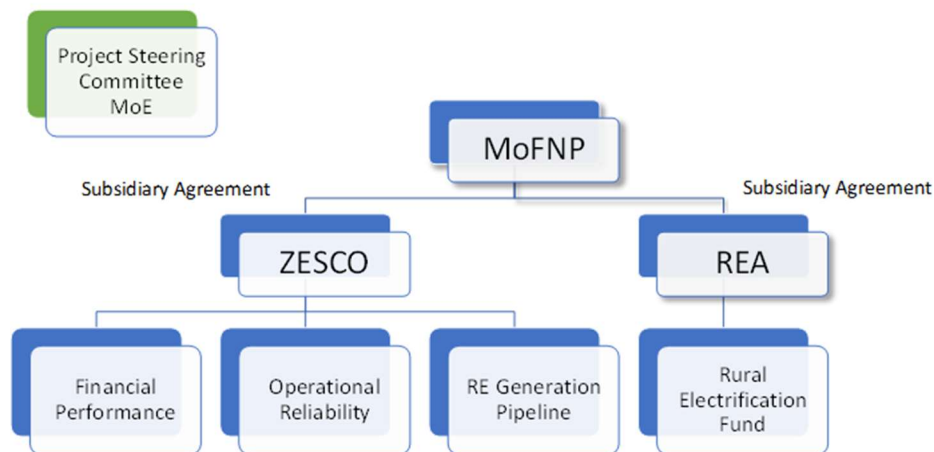 Project Steering
Committee
MoE
MoFNP
Subsidiary Agreement
Subsidiary Agreement
ZESCO
REA
Financial
Performance
Operational
Reliability
RE Generation
Pipeline
Rural
Electrification
Fund